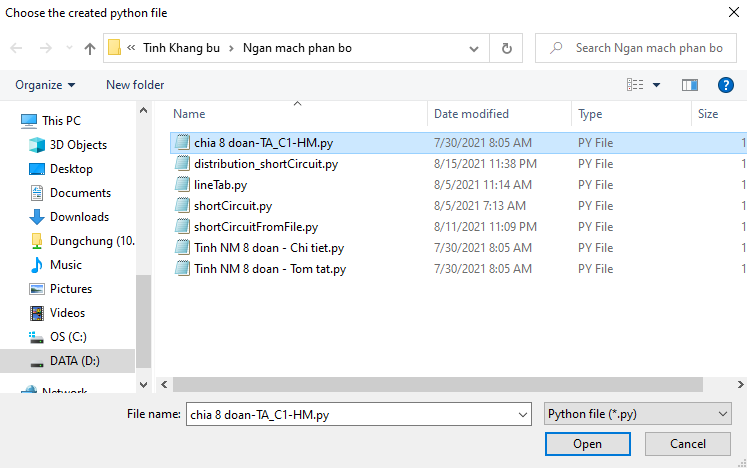 Choose the created python file
« Tinh Khang bu › Ngan mach phan bo
Search Ngan mach phan bo
Organize
New folder
This PC
3D Objects
Desktop
Documents
Downloads
Dungchung (10.
Music
Pictures
Videos
OS (C:)
DATA (D:)
Network
Name Date modified Type Size
chia 8 doan-TA_C1-HM.py 7/30/2021 8:05 AM PY File 1
distribution_shortCircuit.py 8/15/2021 11:38 PM PY File 1
lineTab.py 8/5/2021 11:14 AM PY File 1
shortCircuit.py 8/5/2021 7:13 AM PY File 1
shortCircuitFromFile.py 8/11/2021 11:09 PM PY File 1
Tinh NM 8 doan - Chi tiet.py 7/30/2021 8:05 AM PY File 1
Tinh NM 8 doan - Tom tat.py 7/30/2021 8:05 AM PY File 1
File name: chia 8 doan-TA_C1-HM.py
Python file (*.py)
Open
Cancel